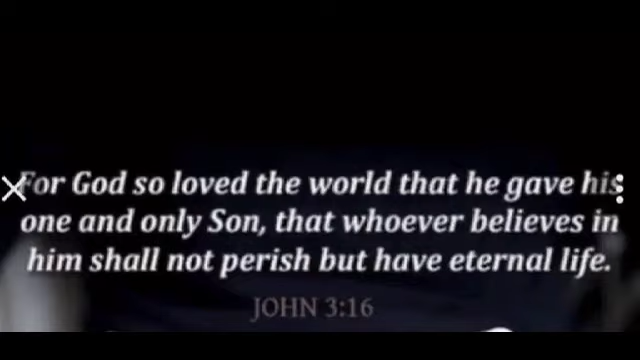 For God so loved the world that he gave his
one and only Son, that whoever believes in
him shall not perish but have eternal life.
JOHN 3:16